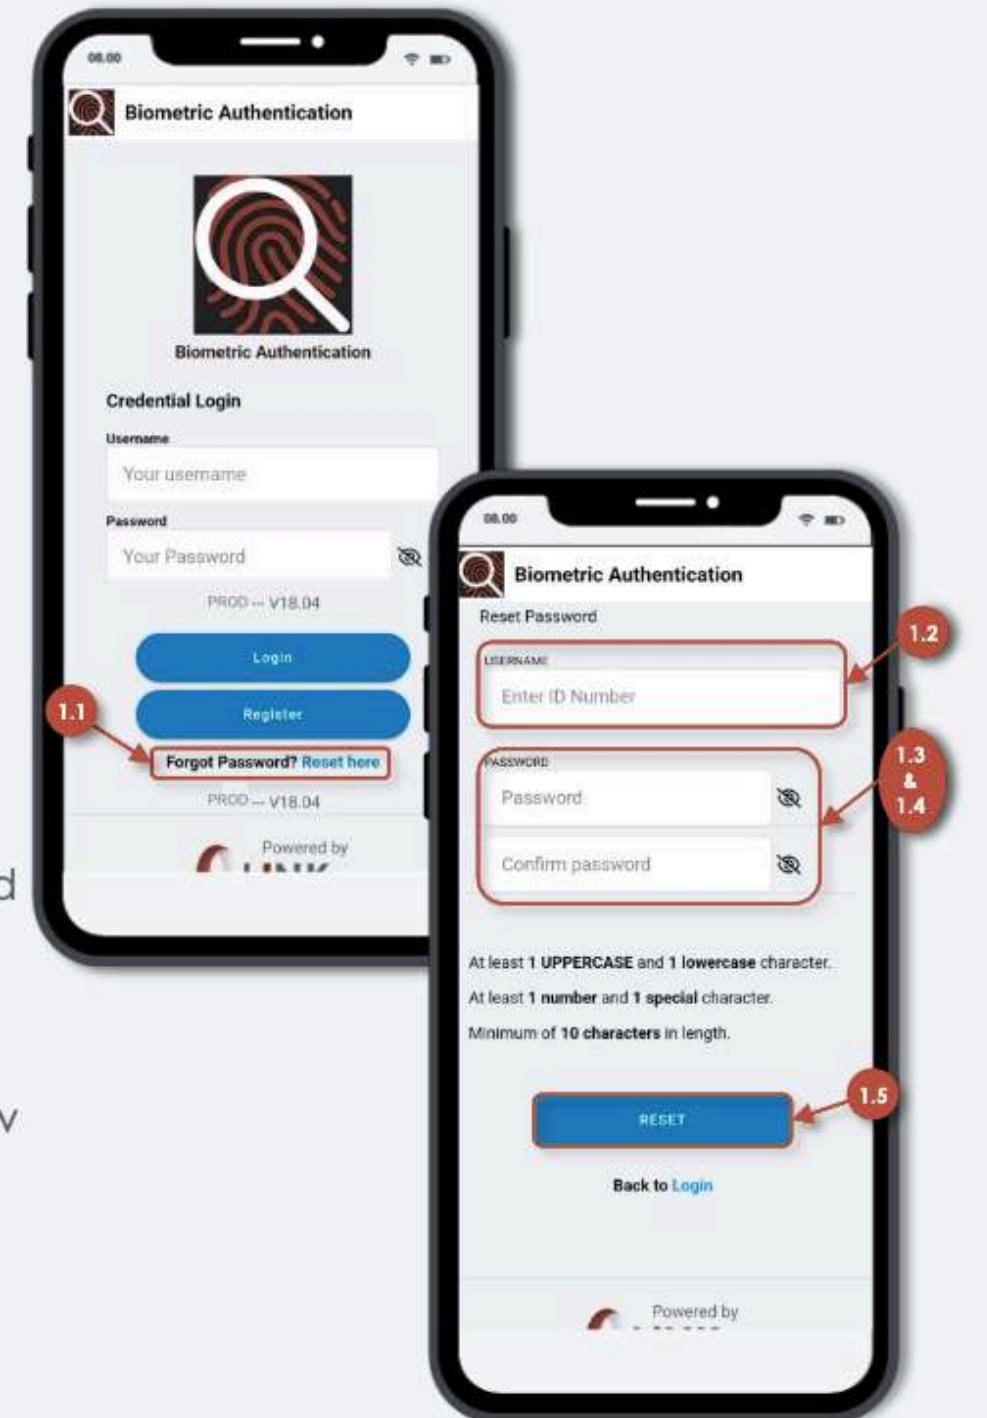 08.00
Biometric Authentication
Biometric Authentication
Credential Login
Username
Your username
Password
Your Password
PROD --- V18.04
Login
Register
1.1
Forgot Password? Reset here
PROD --- V18.04
Powered by
d
v
08.00
Biometric Authentication
Reset Password
1.2
USERNAME
Enter ID Number
1.3
&
1.4
PASSWORD
Password
Confirm password
At least 1 UPPERCASE and 1 lowercase character.
At least 1 number and 1 special character.
Minimum of 10 characters in length.
1.5
RESET
Back to Login
Powered by